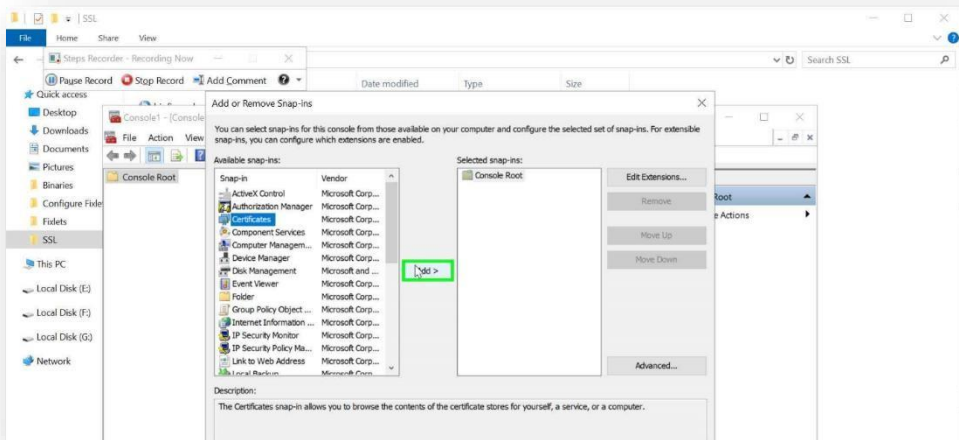 SSL
File Home Share View
Steps Recorder - Recording Now
Search SSL
Pause Record Stop Record Add Comment
Date modified Type Size
Quick access
Desktop
Downloads
Documents
Pictures
Binaries
Configure Fixle
Fixlets
SSL
This PC
Local Disk (E:)
Local Disk (F:)
Local Disk (G:)
Network
Console1 - [Console
File Action View
Console Root
Add or Remove Snap-ins
You can select snap-ins for this console from those available on your computer and configure the selected set of snap-ins. For extensible
snap-ins, you can configure which extensions are enabled.
Available snap-ins:
Snap-in Vendor
ActiveX Control Microsoft Corp...
Authorization Manager Microsoft Corp...
Certificates Microsoft Corp...
Component Services Microsoft Corp...
Computer Managem... Microsoft Corp...
Device Manager Microsoft Corp...
Disk Management Microsoft and ...
Event Viewer Microsoft Corp...
Folder Microsoft Corp...
Group Policy Object ... Microsoft Corp...
Internet Information ... Microsoft Corp...
IP Security Monitor Microsoft Corp...
IP Security Policy Ma... Microsoft Corp...
Link to Web Address Microsoft Corp...
Local Backup Microsoft Corp...
Add >
Selected snap-ins:
Console Root
Edit Extensions...
Remove
Move Up
Move Down
Advanced...
Description:
The Certificates snap-in allows you to browse the contents of the certificate stores for yourself, a service, or a computer.
Root
e Actions